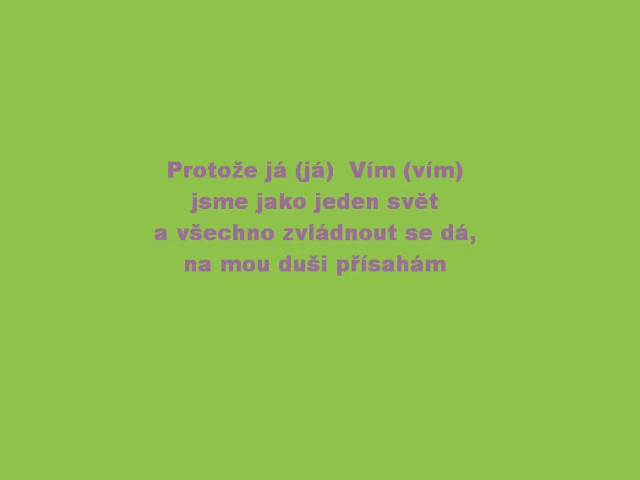 Protože já (já)  Vím (vím)
jsme jako jeden svět
a všechno zvládnout se dá,
na mou duši přísahám